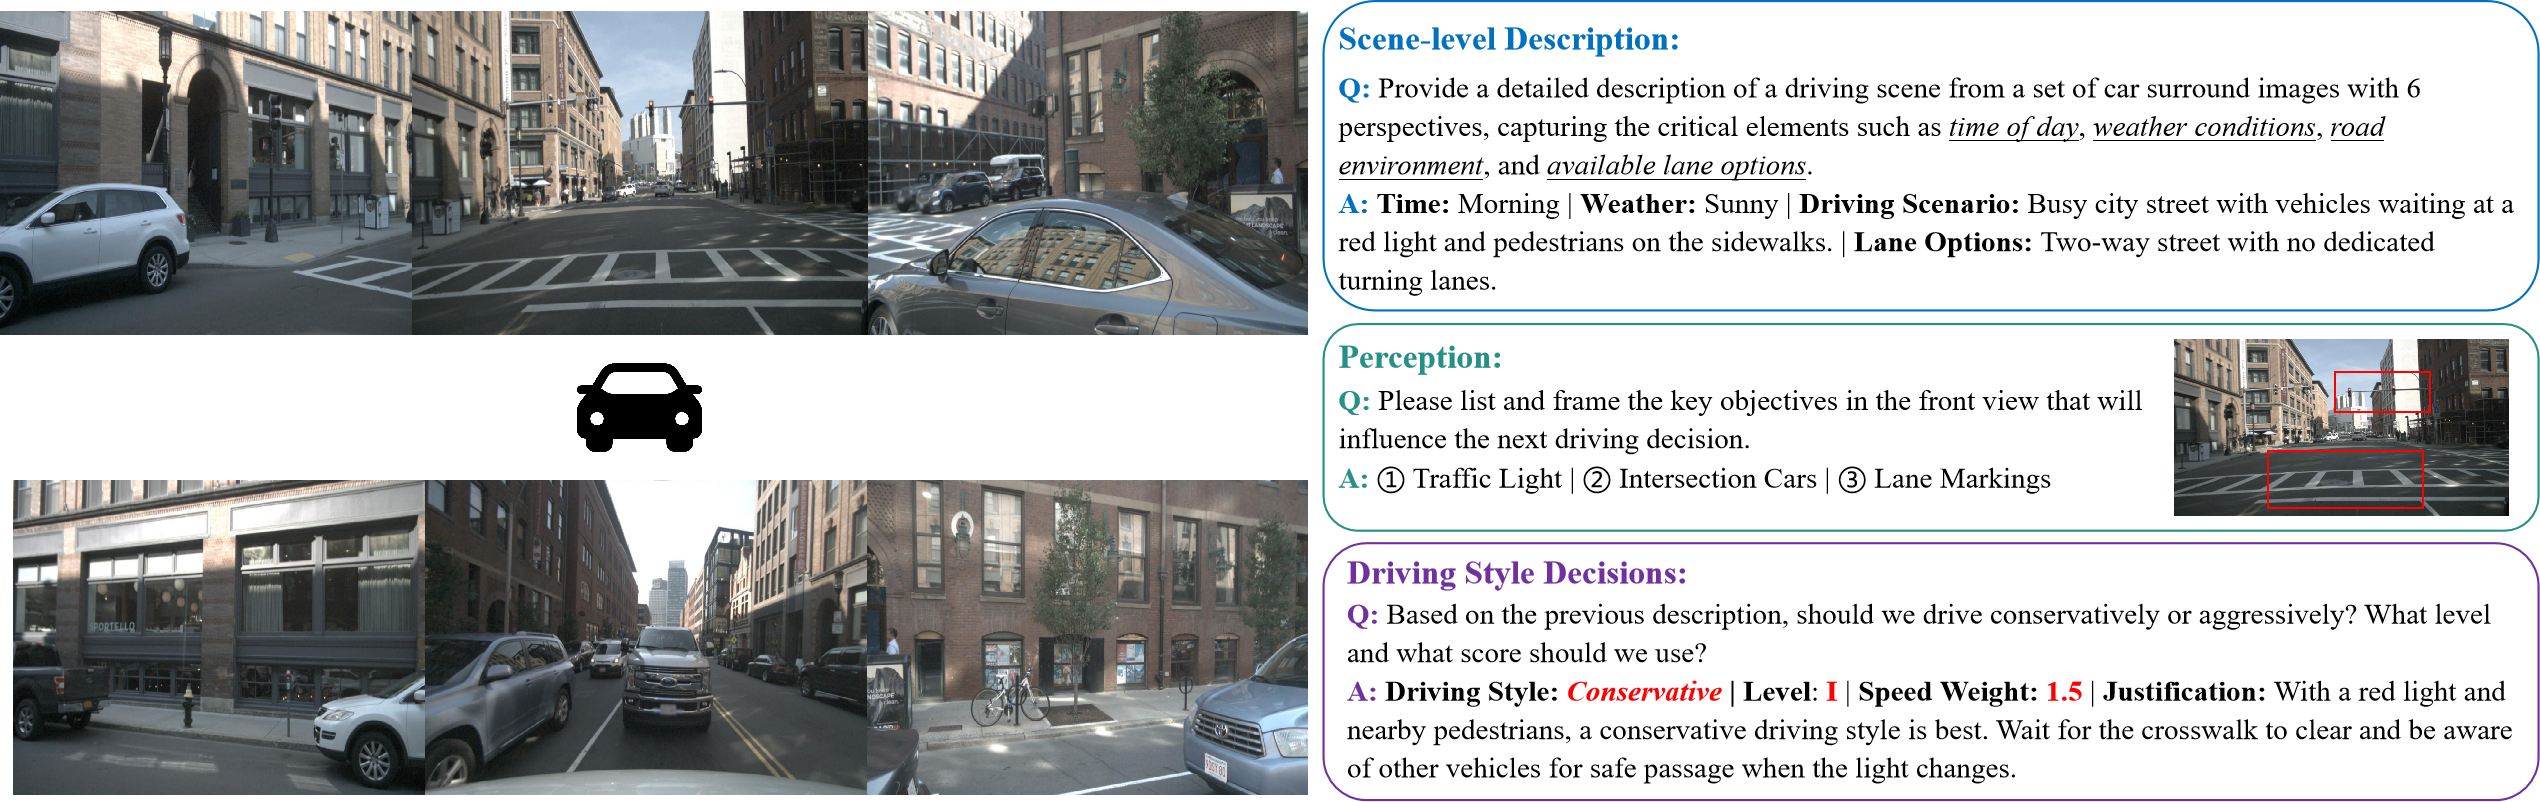 Scene-level Description:
Q: Provide a detailed description of a driving scene from a set of car surround images with 6
perspectives, capturing the critical elements such as time of day, weather conditions, road
environment, and available lane options.
A: Time: Morning | Weather: Sunny | Driving Scenario: Busy city street with vehicles waiting at a
red light and pedestrians on the sidewalks. | Lane Options: Two-way street with no dedicated
turning lanes.
Perception:
Q: Please list and frame the key objectives in the front view that will
influence the next driving decision.
A: ① Traffic Light | ② Intersection Cars | ③ Lane Markings
Driving Style Decisions:
Q: Based on the previous description, should we drive conservatively or aggressively? What level
and what score should we use?
A: Driving Style: Conservative | Level: I | Speed Weight: 1.5 | Justification: With a red light and
nearby pedestrians, a conservative driving style is best. Wait for the crosswalk to clear and be aware
of other vehicles for safe passage when the light changes.
SPORTELLO